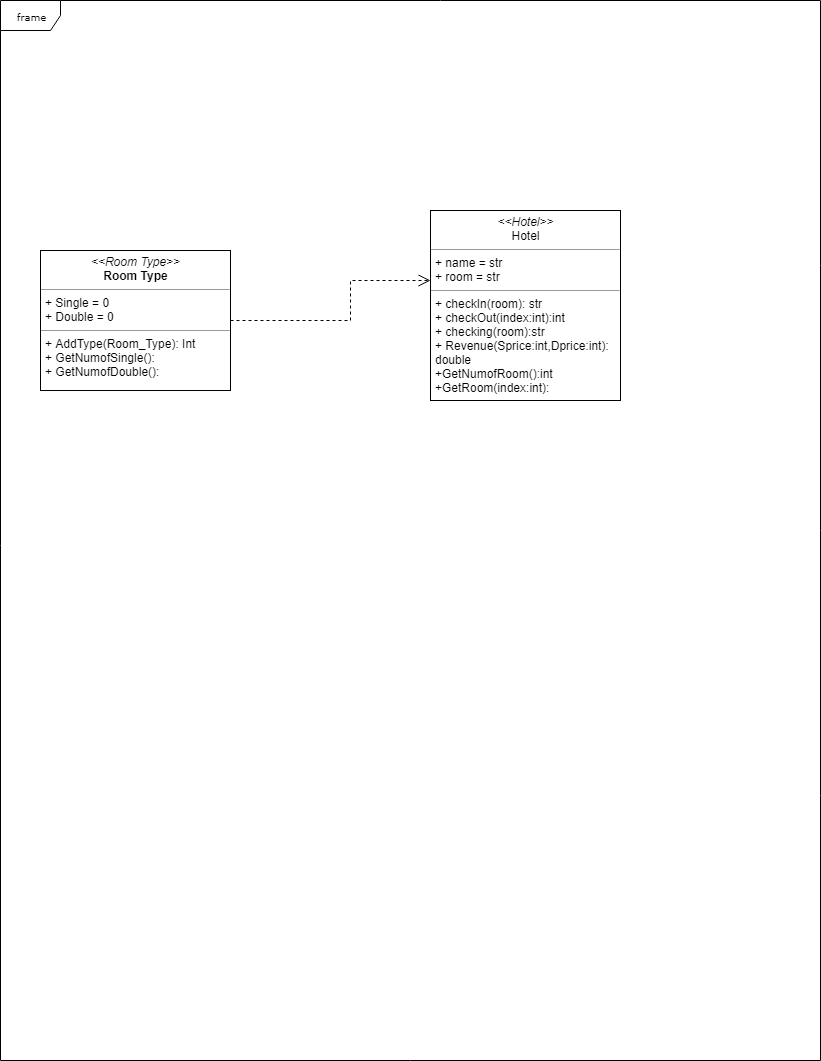 frame
<<Room Type>>
Room Type
+ Single = 0
+ Double = 0
+ AddType(Room_Type): Int
+ GetNumofSingle():
+ GetNumofDouble():
<<Hotel>>
Hotel
+ name = str
+ room = str
+ checkIn(room): str
+ checkOut(index:int):int
+ checking(room):str
+ Revenue(Sprice:int,Dprice:int):
double
+GetNumofRoom():int
+GetRoom(index:int):